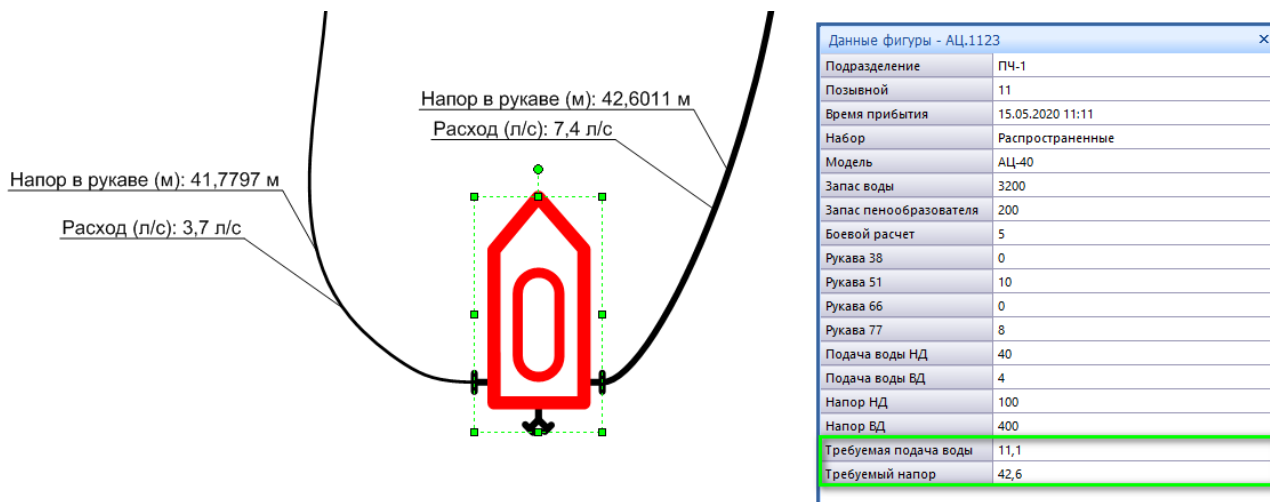 Напор в рукаве (м): 42,6011 м
Расход (л/с): 7,4 л/с
Напор в рукаве (м): 41,7797 м
Расход (л/с): 3,7 л/с
Данные фигуры - АЦ.1123
Подразделение ПЧ-1
Позывной 11
Время прибытия 15.05.2020 11:11
Набор Распространенные
Модель АЦ-40
Запас воды 3200
Запас пенообразователя 200
Боевой расчет 5
Рукава 38 0
Рукава 51 10
Рукава 66 0
Рукава 77 8
Подача воды НД 40
Подача воды ВД 4
Напор НД 100
Напор ВД 400
Требуемая подача воды 11,1
Требуемый напор 42,6